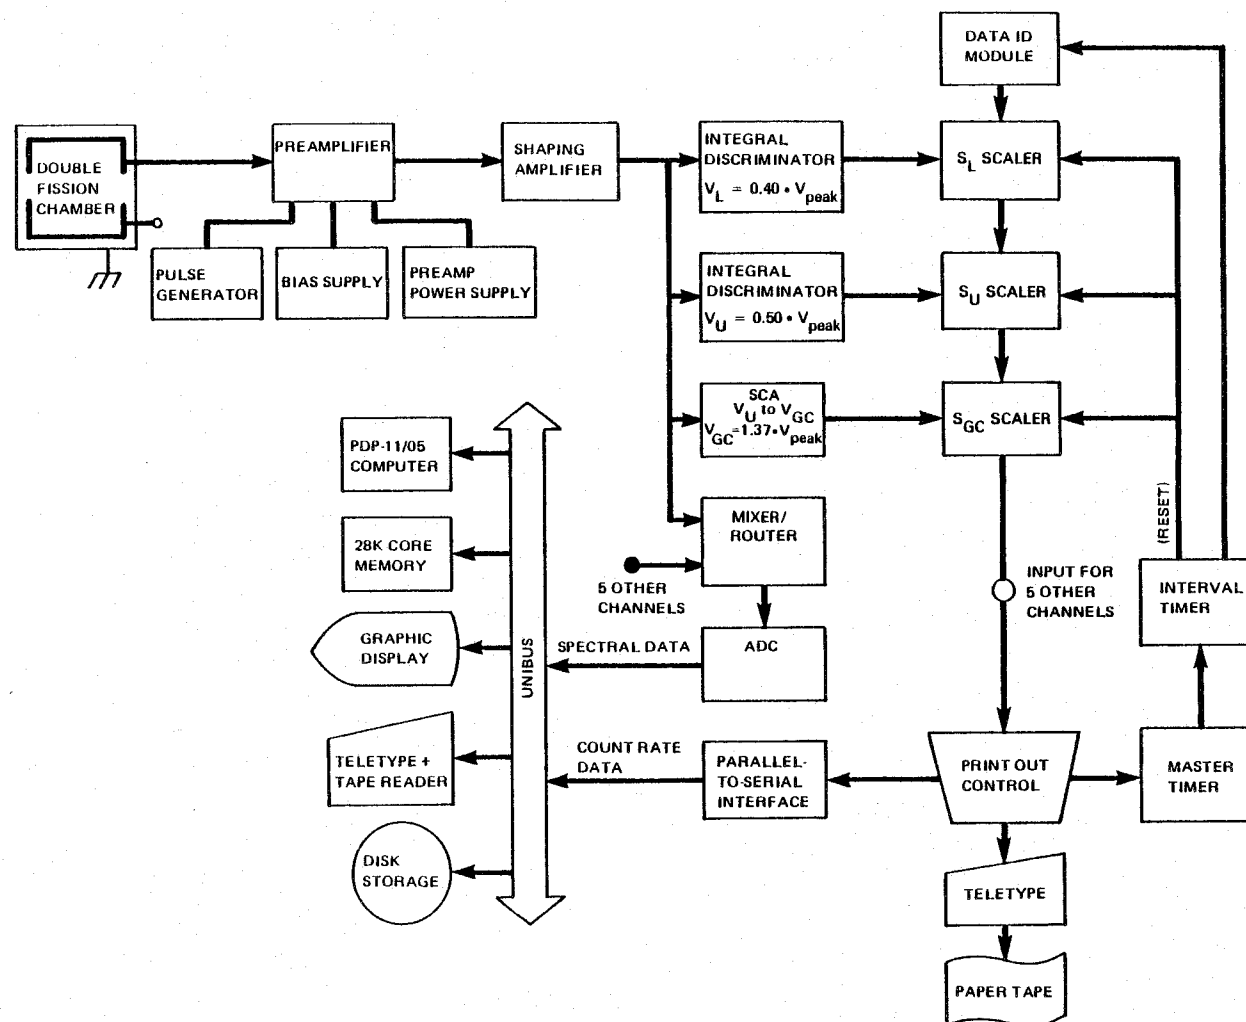 DATA ID
MODULE
DOUBLE
FISSION
CHAMBER
PREAMPLIFIER
SHAPING
AMPLIFIER
INTEGRAL
DISCRIMINATOR
V_L = 0.40 • V_peak
S_L SCALER
PULSE
GENERATOR
BIAS SUPPLY
PREAMP
POWER SUPPLY
INTEGRAL
DISCRIMINATOR
V_U = 0.50 • V_peak
S_U SCALER
SCA
V_U to V_GC
V_GC=1.37•V_peak
S_GC SCALER
PDP-11/05
COMPUTER
28K CORE
MEMORY
MIXER/
ROUTER
(RESET)
5 OTHER
CHANNELS
INPUT FOR
5 OTHER
CHANNELS
INTERVAL
TIMER
GRAPHIC
DISPLAY
UNIBUS
SPECTRAL DATA
ADC
TELETYPE +
TAPE READER
COUNT RATE
DATA
PARALLEL-
TO-SERIAL
INTERFACE
PRINT OUT
CONTROL
MASTER
TIMER
DISK
STORAGE
TELETYPE
PAPER TAPE